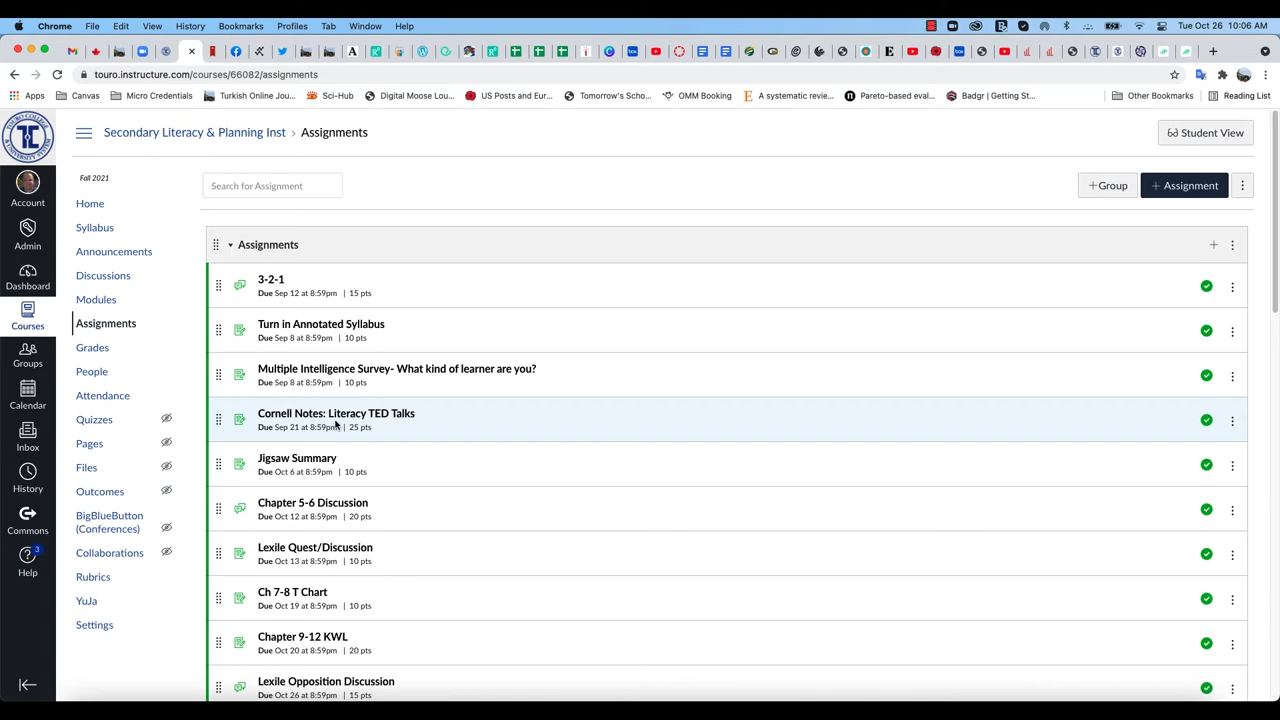 Chrome File Edit View History Bookmarks Profiles Tab Window Help Tue Oct 26 10:06 AM
touro.instructure.com/courses/66082/assignments
Apps Canvas Micro Credentials Turkish Online Jou... Sci-Hub Digital Moose Lou... US Posts and Eur... Tomorrow's Scho... OMM Booking A systematic revie... Pareto-based eval... Badgr | Getting St... Other Bookmarks Reading List
Secondary Literacy & Planning Inst › Assignments
Student View
Account
Admin
Dashboard
Courses
Groups
Calendar
Inbox
History
Commons
3
Help
Fall 2021
Home
Syllabus
Announcements
Discussions
Modules
Assignments
Grades
People
Attendance
Quizzes
Pages
Files
Outcomes
BigBlueButton
(Conferences)
Collaborations
Rubrics
YuJa
Settings
Search for Assignment
+Group
+ Assignment
Assignments
3-2-1
Due Sep 12 at 8:59pm | 15 pts
Turn in Annotated Syllabus
Due Sep 8 at 8:59pm | 10 pts
Multiple Intelligence Survey- What kind of learner are you?
Due Sep 8 at 8:59pm | 10 pts
Cornell Notes: Literacy TED Talks
Due Sep 21 at 8:59pm | 25 pts
Jigsaw Summary
Due Oct 6 at 8:59pm | 10 pts
Chapter 5-6 Discussion
Due Oct 12 at 8:59pm | 20 pts
Lexile Quest/Discussion
Due Oct 13 at 8:59pm | 10 pts
Ch 7-8 T Chart
Due Oct 19 at 8:59pm | 10 pts
Chapter 9-12 KWL
Due Oct 20 at 8:59pm | 20 pts
Lexile Opposition Discussion
Due Oct 26 at 8:59pm | 15 pts